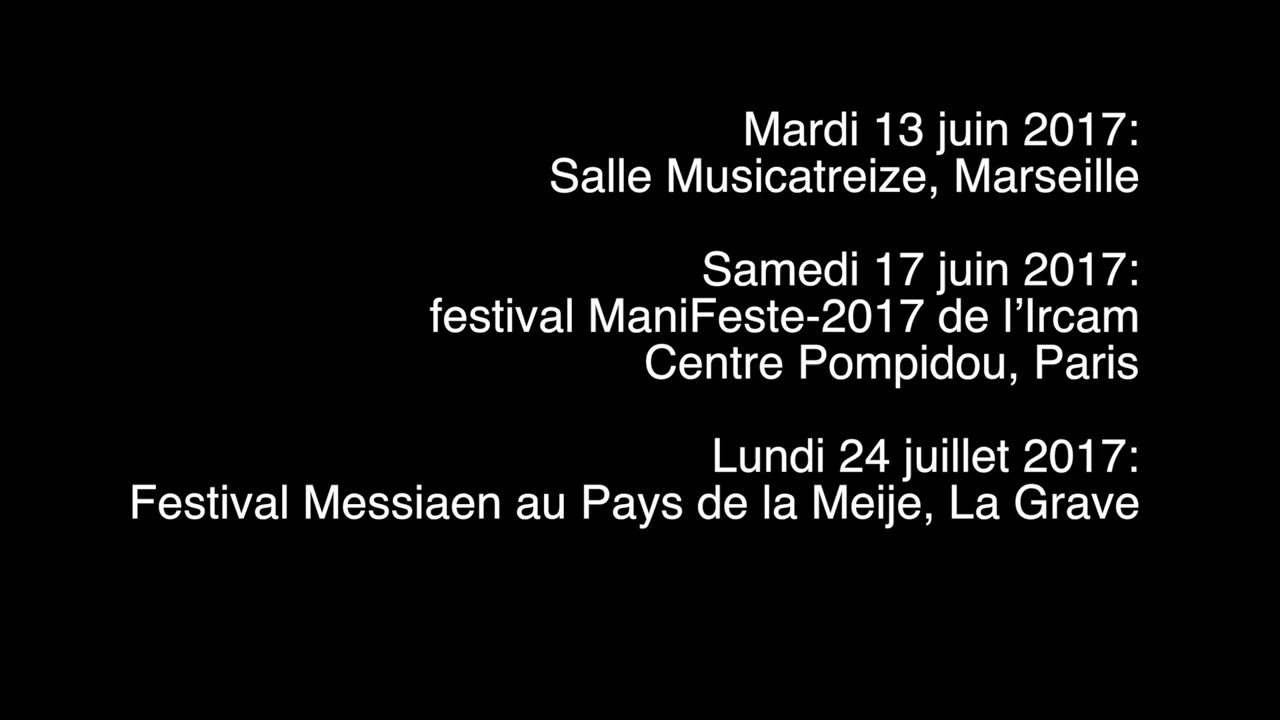 Mardi 13 juin 2017:
Salle Musicatreize, Marseille
Samedi 17 juin 2017:
festival ManiFeste-2017 de l’Ircam
Centre Pompidou, Paris
Lundi 24 juillet 2017:
Festival Messiaen au Pays de la Meije, La Grave